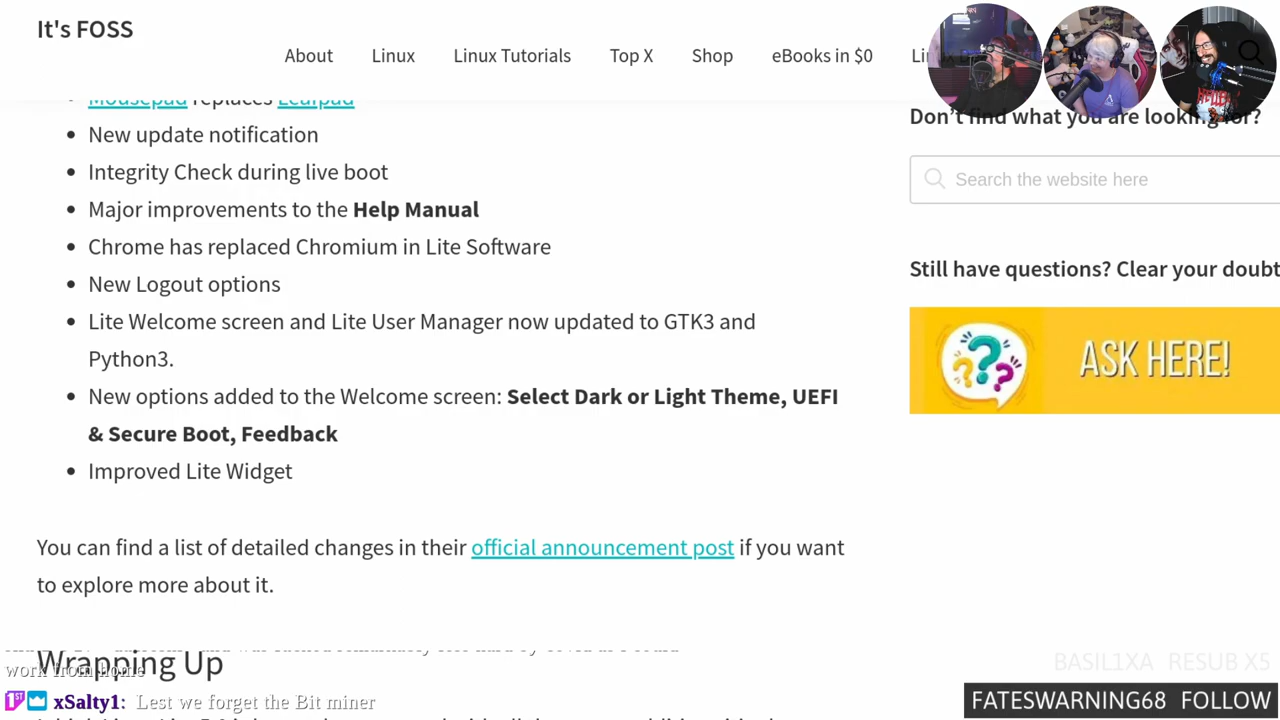 It's FOSS
About Linux Linux Tutorials Top X Shop eBooks in $0
Mousepad replaces Leafpad
Don't find what you are looking for?
New update notification
Integrity Check during live boot
Search the website here
Major improvements to the Help Manual
Chrome has replaced Chromium in Lite Software
Still have questions? Clear your doubt
New Logout options
Lite Welcome screen and Lite User Manager now updated to GTK3 and
Python3.
ASK HERE!
New options added to the Welcome screen: Select Dark or Light Theme, UEFI
& Secure Boot, Feedback
Improved Lite Widget
You can find a list of detailed changes in their official announcement post if you want
to explore more about it.
Wrapping Up
work from home
BASIL1XA RESUB X5
xSalty1: Lest we forget the Bit miner
FATESWARNING68 FOLLOW